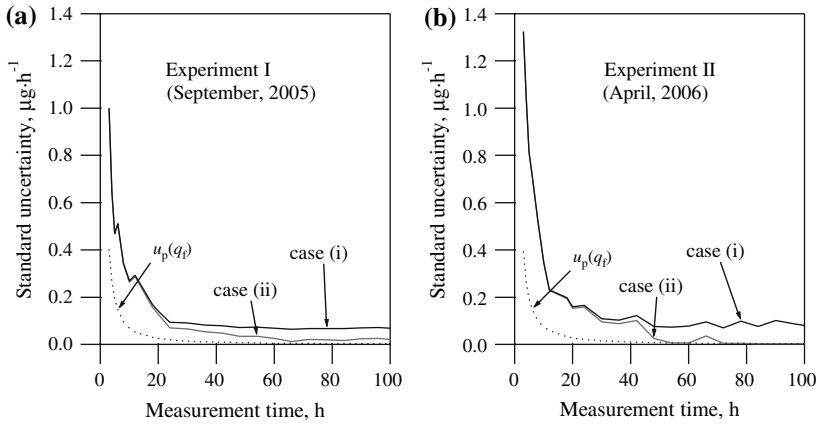 (a)
Standard uncertainty, µg·h⁻¹
1.4
1.2
1.0
0.8
0.6
0.4
0.2
0.0
Experiment I
(September, 2005)
uₚ(q_f)
case (ii)
case (i)
0 20 40 60 80 100
Measurement time, h
(b)
Standard uncertainty, µg·h⁻¹
1.4
1.2
1.0
0.8
0.6
0.4
0.2
0.0
Experiment II
(April, 2006)
uₚ(q_f)
case (ii)
case (i)
0 20 40 60 80 100
Measurement time, h